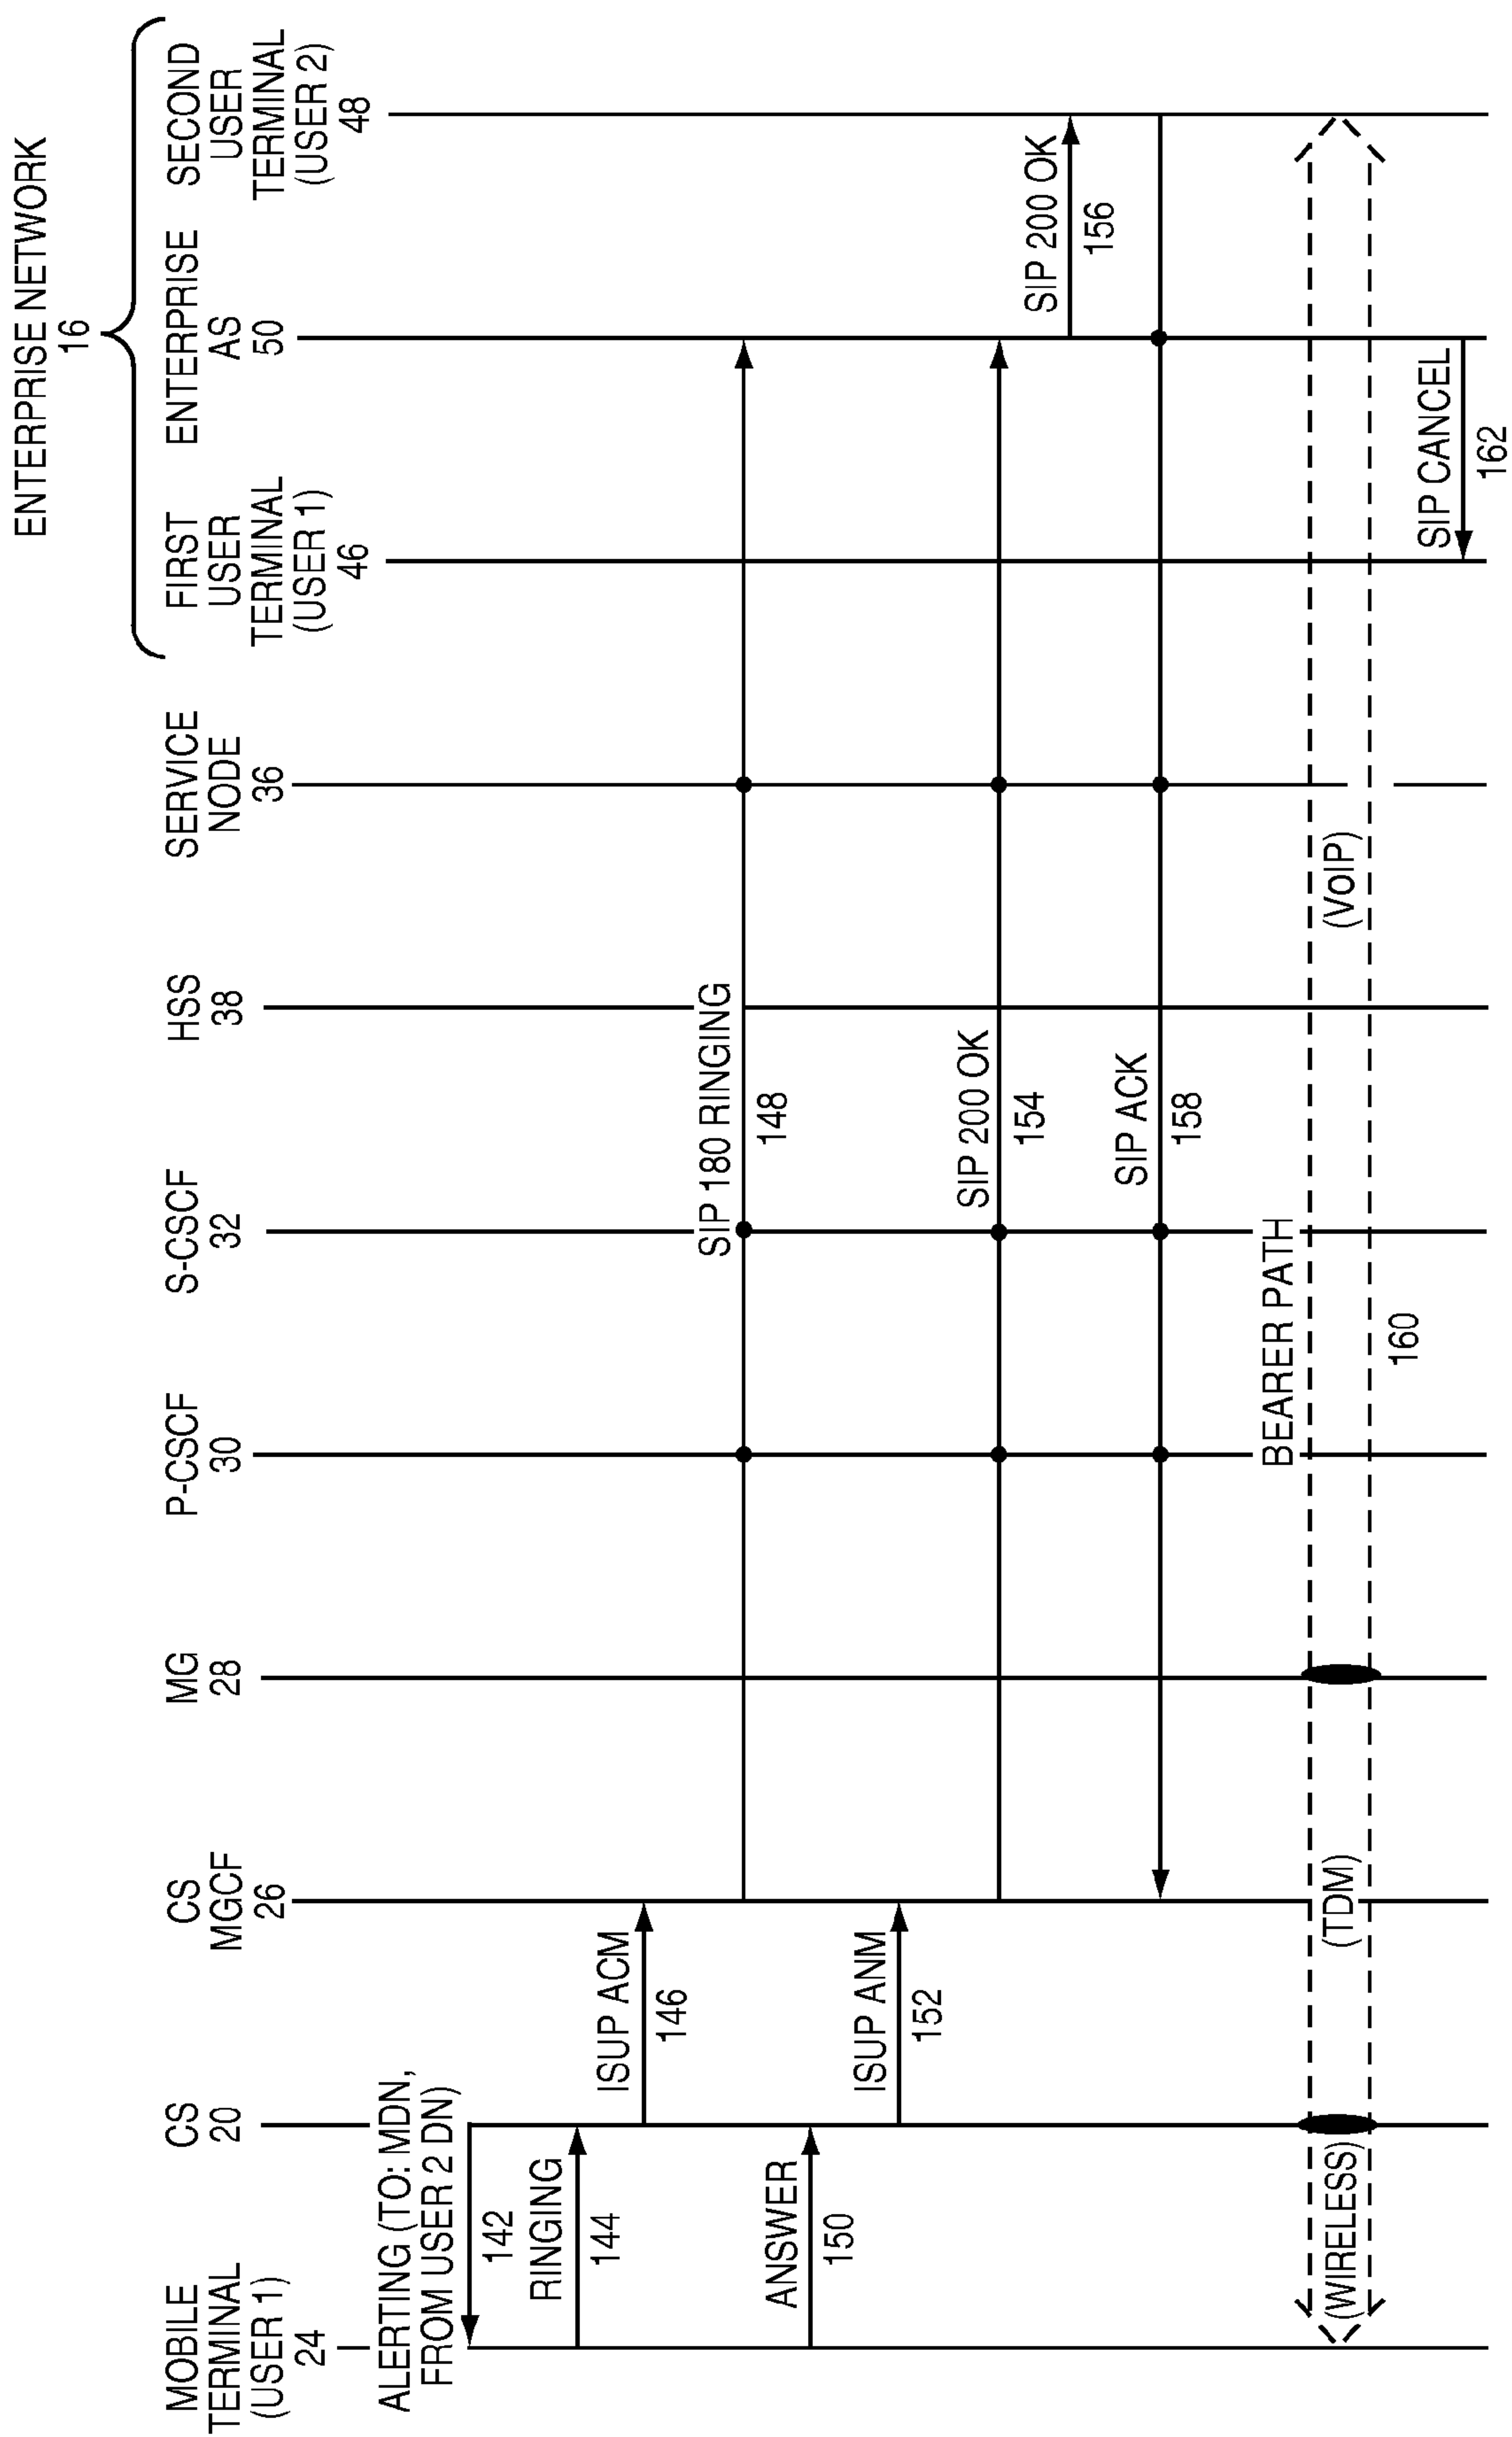 ENTERPRISE NETWORK
16
MOBILE
TERMINAL
(USER 1)
24
CS
20
CS
MGCF
26
MG
28
P-CSCF
30
S-CSCF
32
HSS
38
SERVICE
NODE
36
FIRST
USER
TERMINAL
(USER 1)
46
ENTERPRISE
AS
50
SECOND
USER
TERMINAL
(USER 2)
48
ALERTING (TO: MDN,
FROM USER 2 DN)
142
RINGING
144
ISUP ACM
146
SIP 180 RINGING
148
ANSWER
150
ISUP ANM
152
SIP 200 OK
154
SIP 200 OK
156
SIP ACK
158
BEARER PATH
(WIRELESS)
(TDM)
(VoIP)
160
SIP CANCEL
162